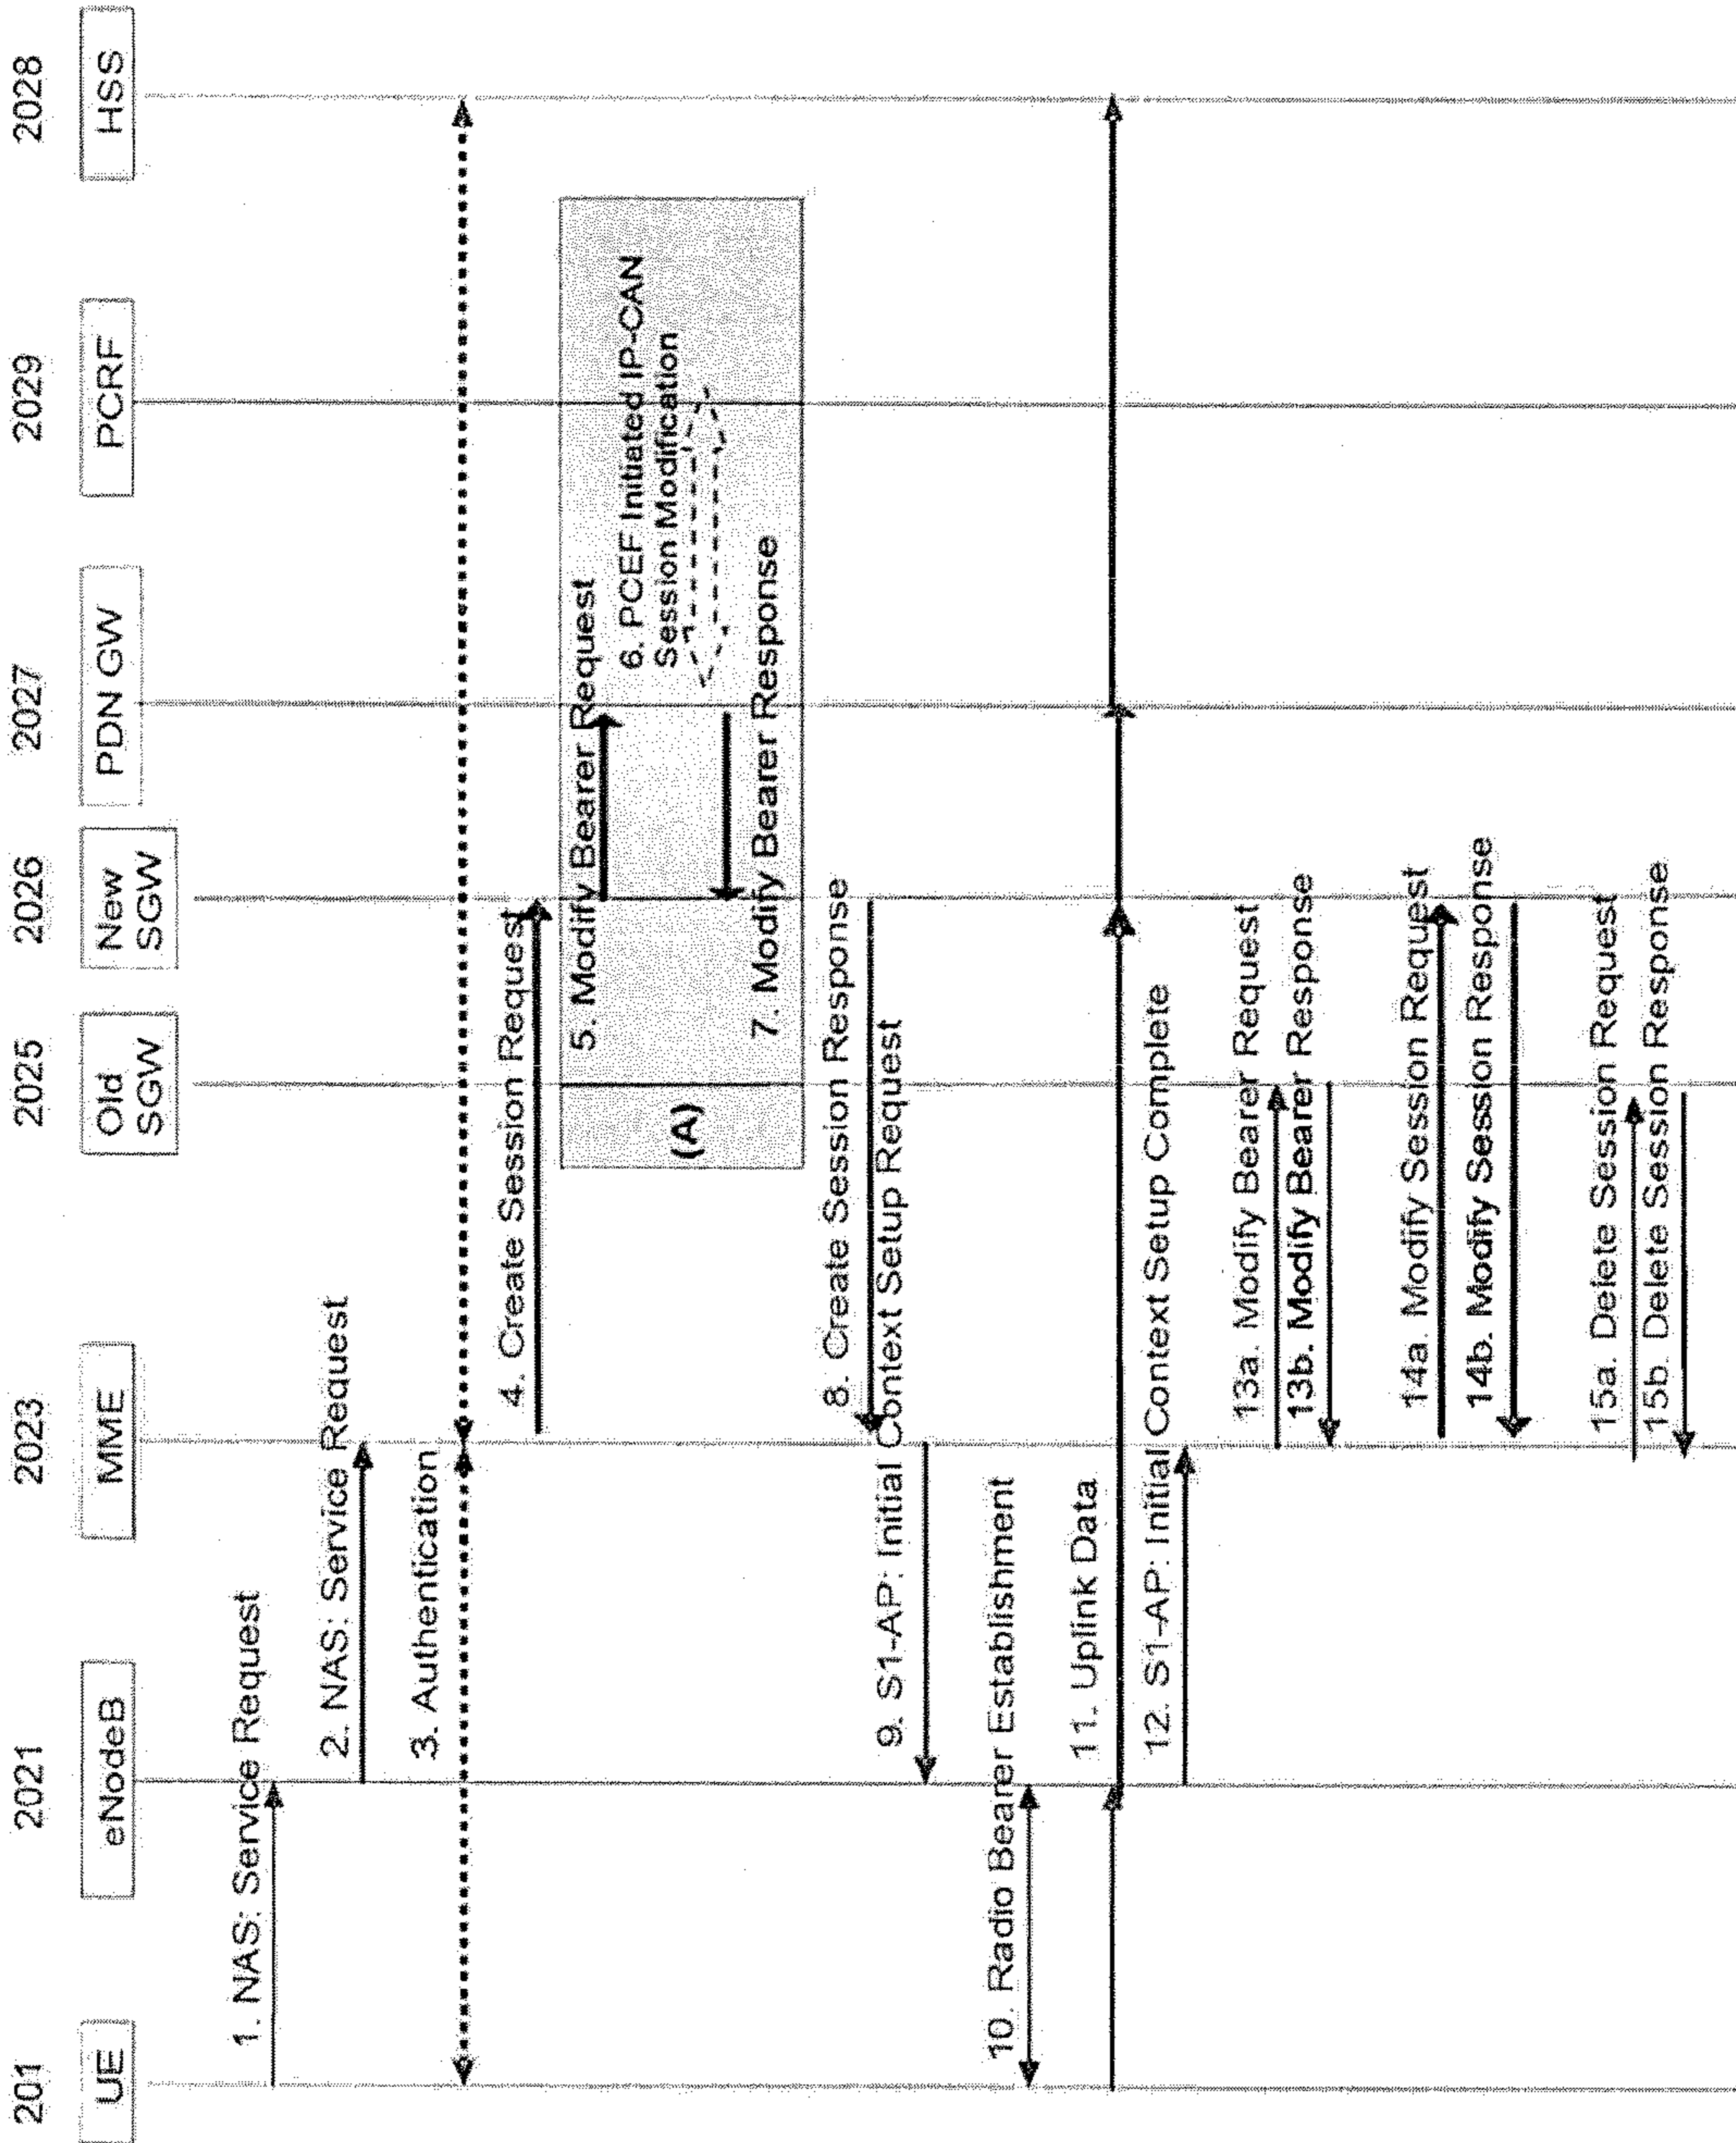 201
2021
2023
2025
2026
2027
2029
2028
UE
eNodeB
MME
Old
SGW
New
SGW
PDN GW
PCRF
HSS
1. NAS: Service Request
2. NAS: Service Request
3. Authentication
4. Create Session Request
(A)
5. Modify Bearer Request
6. PCEF Initiated IP-CAN
Session Modification
7. Modify Bearer Response
8. Create Session Response
9. S1-AP: Initial Context Setup Request
10. Radio Bearer Establishment
11. Uplink Data
12. S1-AP: Initial Context Setup Complete
13a. Modify Bearer Request
13b. Modify Bearer Response
14a. Modify Session Request
14b. Modify Session Response
15a. Delete Session Request
15b. Delete Session Response